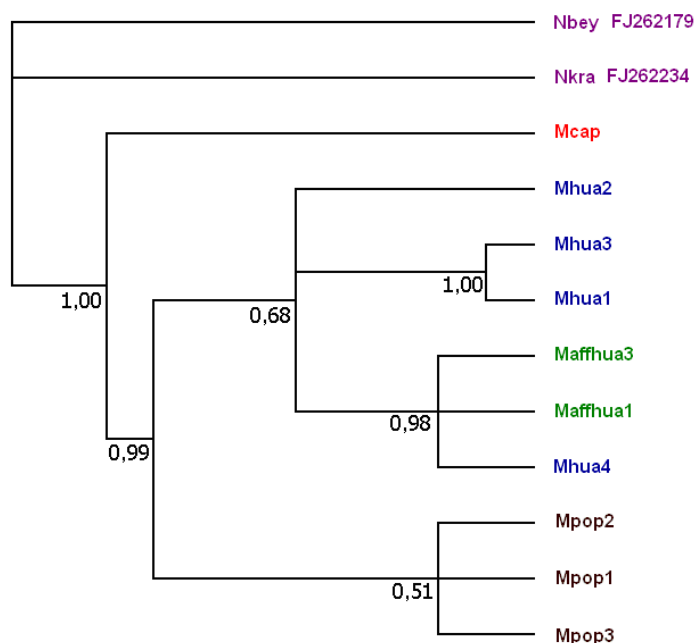 Nbey FJ262179
Nkra FJ262234
Mcap
Mhua2
Mhua3
1,00
Mhua1
1,00
0,68
Maffhua3
Maffhua1
0,98
0,99
Mhua4
Mpop2
Mpop1
0,51
Mpop3